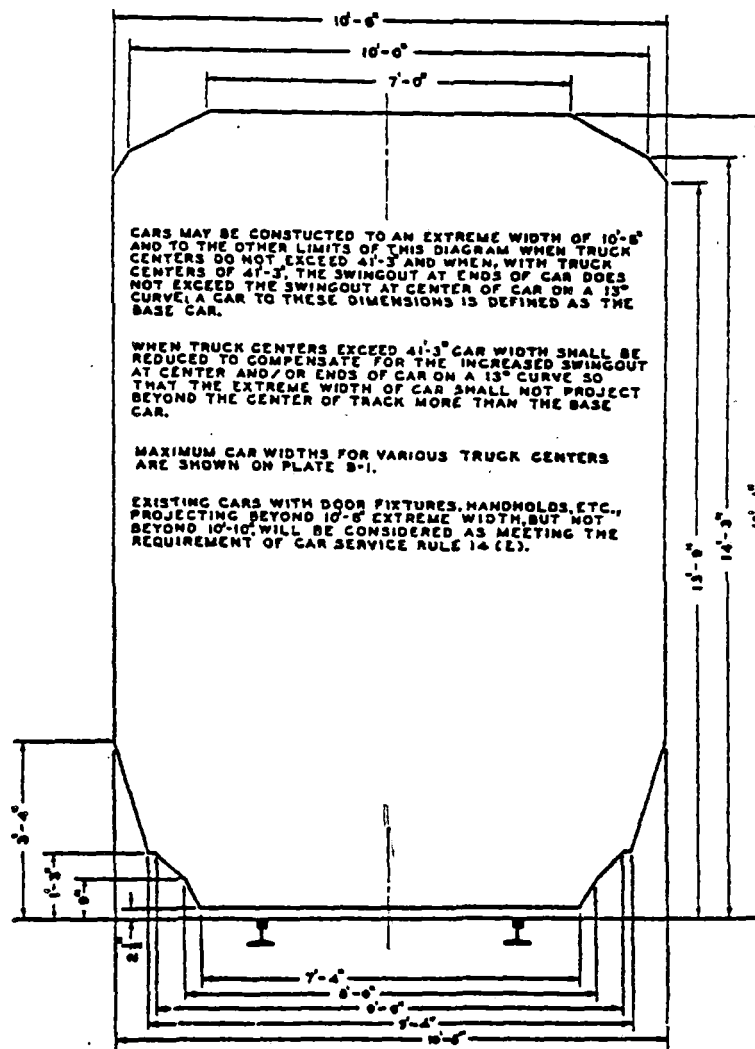 10'-8"
10'-0"
7'-0"
CARS MAY BE CONSTUCTED TO AN EXTREME WIDTH OF 10'-8"
AND TO THE OTHER LIMITS OF THIS DIAGRAM WHEN TRUCK
CENTERS DO NOT EXCEED 41'-3" AND WHEN, WITH TRUCK
CENTERS OF 41'-3", THE SWINGOUT AT ENDS OF CAR DOES
NOT EXCEED THE SWINGOUT AT CENTER OF CAR ON A 13°
CURVE; A CAR TO THESE DIMENSIONS IS DEFINED AS THE
BASE CAR.
WHEN TRUCK CENTERS EXCEED 41'-3" CAR WIDTH SHALL BE
REDUCED TO COMPENSATE FOR THE INCREASED SWINGOUT
AT CENTER AND/OR ENDS OF CAR ON A 13° CURVE SO
THAT THE EXTREME WIDTH OF CAR SHALL NOT PROJECT
BEYOND THE CENTER OF TRACK MORE THAN THE BASE
CAR.
MAXIMUM CAR WIDTHS FOR VARIOUS TRUCK CENTERS
ARE SHOWN ON PLATE B-1.
EXISTING CARS WITH DOOR FIXTURES, HANDHOLDS, ETC.,
PROJECTING BEYOND 10'-8" EXTREME WIDTH, BUT NOT
BEYOND 10'-10", WILL BE CONSIDERED AS MEETING THE
REQUIREMENT OF CAR SERVICE RULE 14 (E).
14'-3"
13'-9"
3'-4"
9"
7'-4"
10'-8"